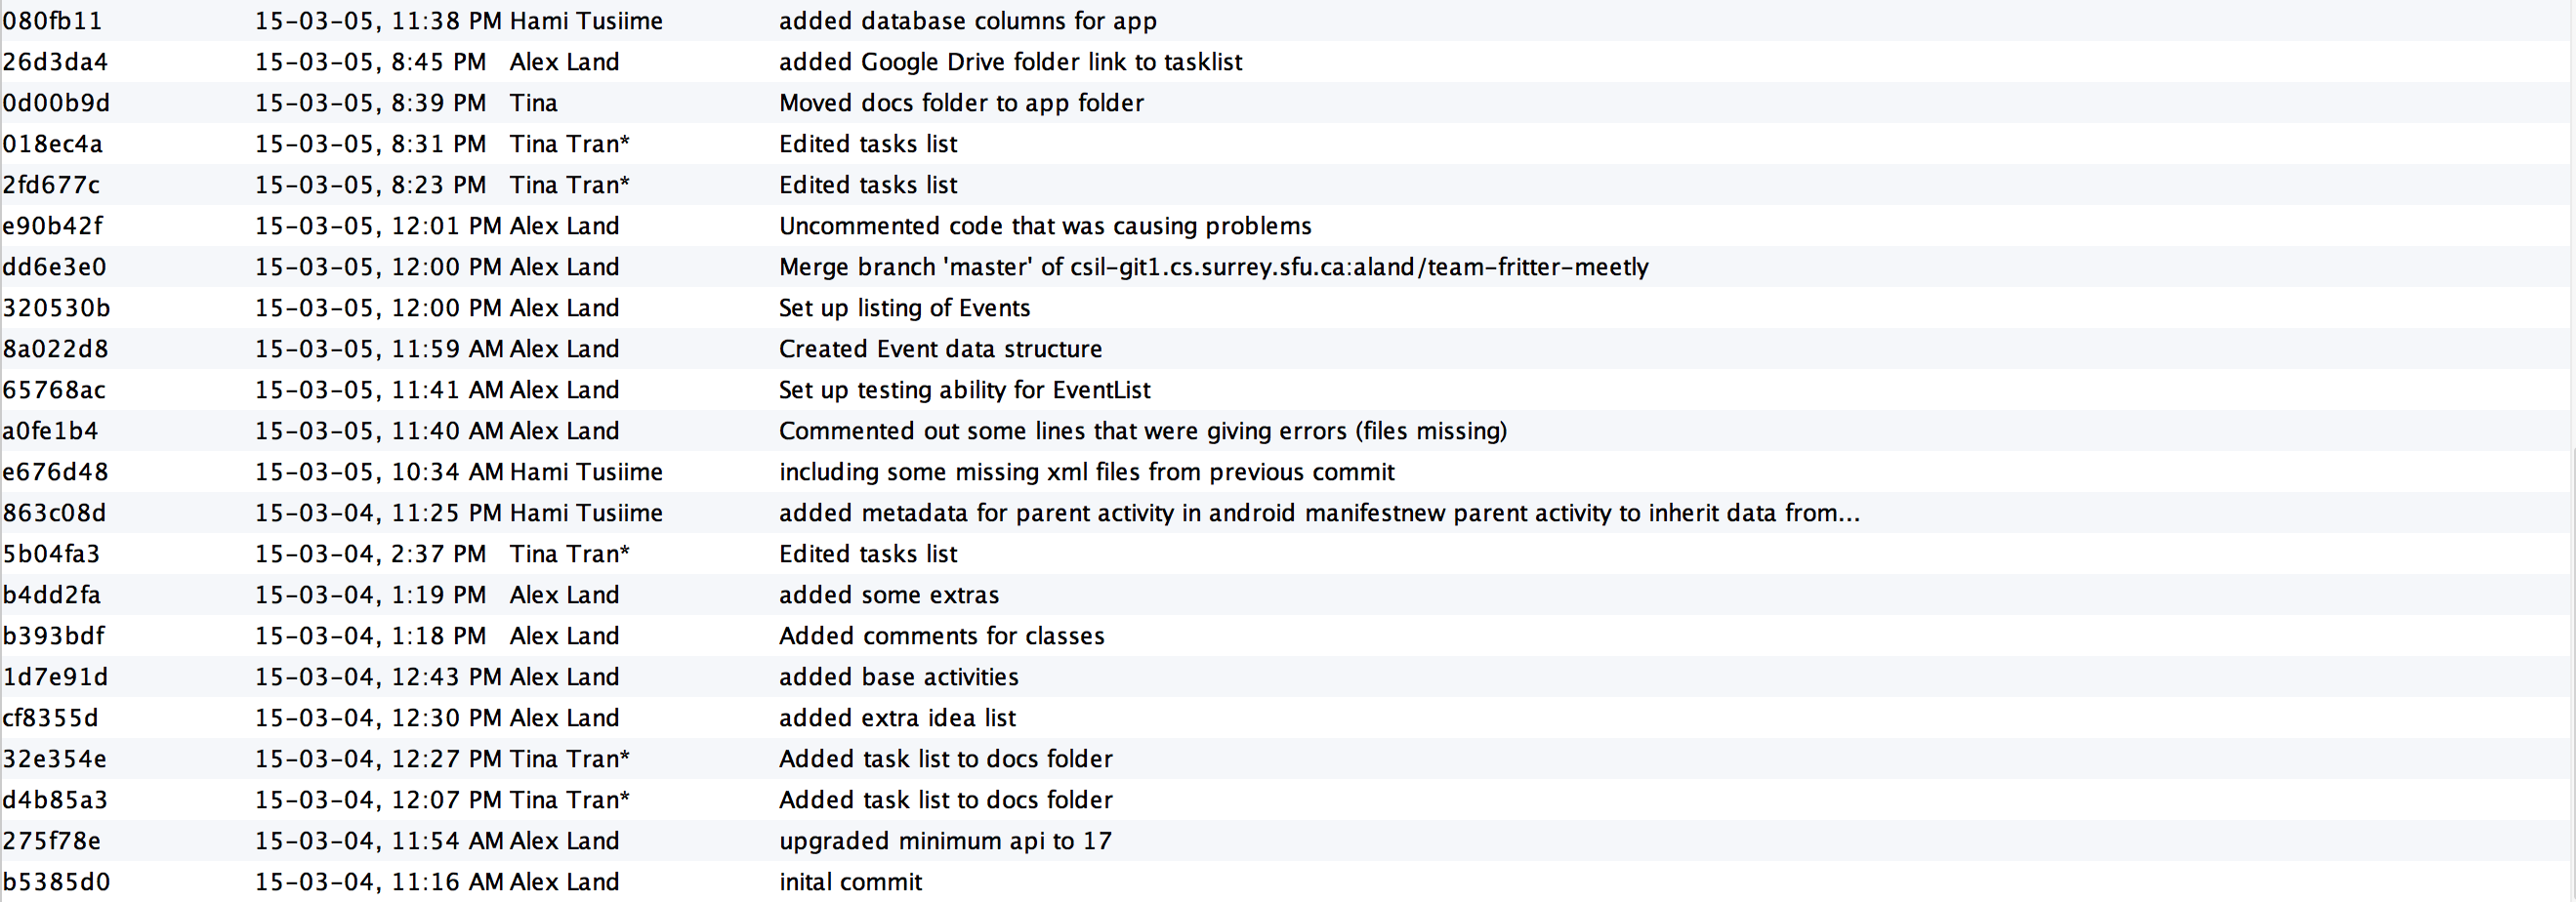 080fb11 15-03-05, 11:38 PM Hami Tusiime added database columns for app
26d3da4 15-03-05, 8:45 PM Alex Land added Google Drive folder link to tasklist
0d00b9d 15-03-05, 8:39 PM Tina Moved docs folder to app folder
018ec4a 15-03-05, 8:31 PM Tina Tran* Edited tasks list
2fd677c 15-03-05, 8:23 PM Tina Tran* Edited tasks list
e90b42f 15-03-05, 12:01 PM Alex Land Uncommented code that was causing problems
dd6e3e0 15-03-05, 12:00 PM Alex Land Merge branch 'master' of csil-git1.cs.surrey.sfu.ca:aland/team-fritter-meetly
320530b 15-03-05, 12:00 PM Alex Land Set up listing of Events
8a022d8 15-03-05, 11:59 AM Alex Land Created Event data structure
65768ac 15-03-05, 11:41 AM Alex Land Set up testing ability for EventList
a0fe1b4 15-03-05, 11:40 AM Alex Land Commented out some lines that were giving errors (files missing)
e676d48 15-03-05, 10:34 AM Hami Tusiime including some missing xml files from previous commit
863c08d 15-03-04, 11:25 PM Hami Tusiime added metadata for parent activity in android manifestnew parent activity to inherit data from...
5b04fa3 15-03-04, 2:37 PM Tina Tran* Edited tasks list
b4dd2fa 15-03-04, 1:19 PM Alex Land added some extras
b393bdf 15-03-04, 1:18 PM Alex Land Added comments for classes
1d7e91d 15-03-04, 12:43 PM Alex Land added base activities
cf8355d 15-03-04, 12:30 PM Alex Land added extra idea list
32e354e 15-03-04, 12:27 PM Tina Tran* Added task list to docs folder
d4b85a3 15-03-04, 12:07 PM Tina Tran* Added task list to docs folder
275f78e 15-03-04, 11:54 AM Alex Land upgraded minimum api to 17
b5385d0 15-03-04, 11:16 AM Alex Land inital commit